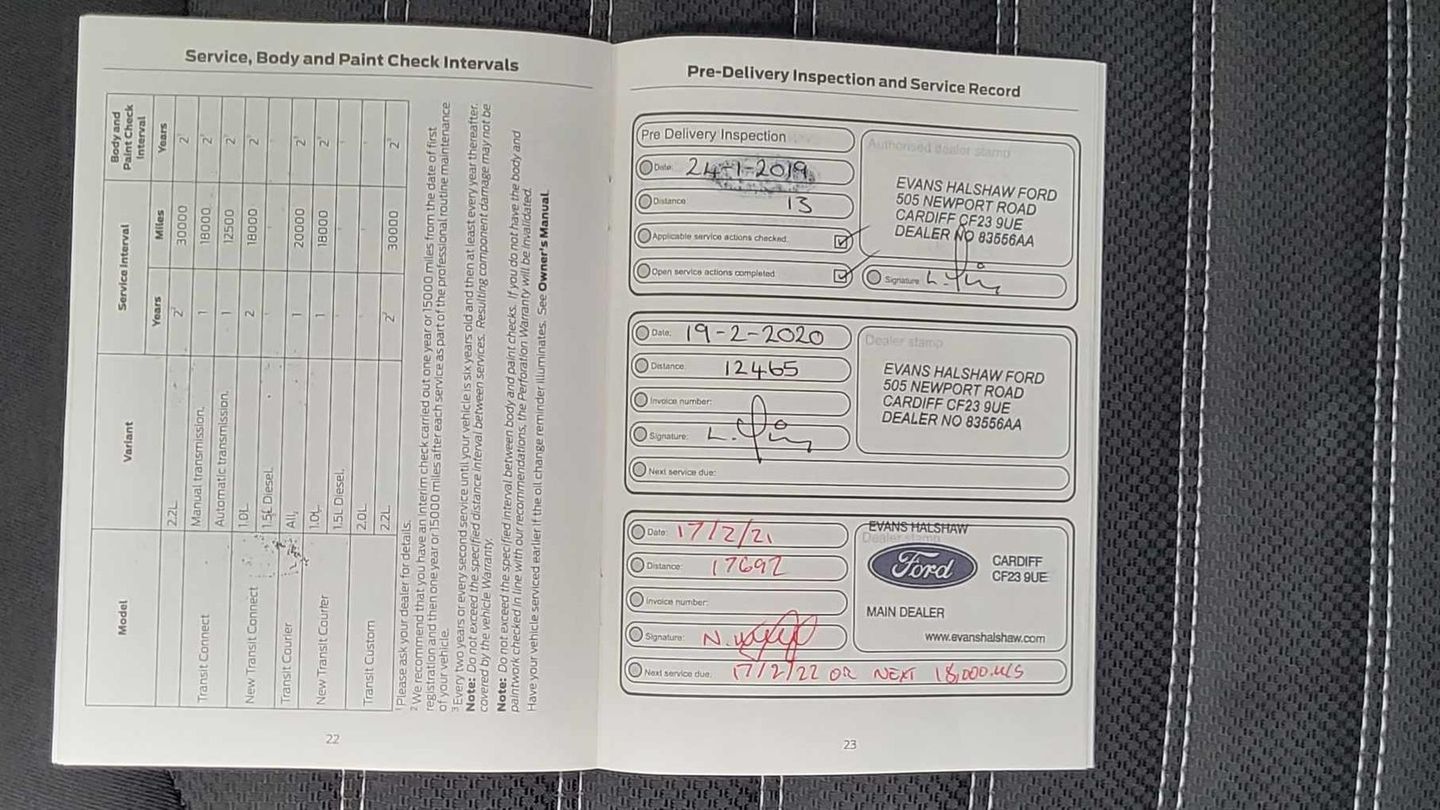 Service, Body and Paint Check Intervals
Model
Variant
Service Interval
Body and Paint Check Interval
Years
Miles
Years
2.2L
2²
30000
2¹
Transit Connect
Manual transmission.
1
18000
2¹
Automatic transmission.
1
12500
2¹
New Transit Connect
1.0L
2
18000
2¹
1.5L Diesel.
-
-
-
Transit Courier
All,
1
20000
2¹
New Transit Courier
1.0L
1
18000
2¹
1.5L Diesel.
-
-
-
Transit Custom
2.0L
-
-
-
2.2L
2²
30000
2¹
¹ Please ask your dealer for details.
² We recommend that you have an interim check carried out one year or 15000 miles from the date of first
registration and then one year or 15000 miles after each service as part of the professional routine maintenance
of your vehicle.
³ Every two years or every second service until your vehicle is six years old and then at least every year thereafter.
Note: Do not exceed the specified distance interval between services. Resulting component damage may not be
covered by the vehicle Warranty.
Note: Do not exceed the specified interval between body and paint checks. If you do not have the body and
paintwork checked in line with our recommendations, the Perforation Warranty will be invalidated.
Have your vehicle serviced earlier if the oil change reminder illuminates. See Owner's Manual.
22
Pre-Delivery Inspection and Service Record
Pre Delivery Inspection
Date: 24-1-2019
Distance 13
Applicable service actions checked
Open service actions completed
Authorised dealer stamp
EVANS HALSHAW FORD
505 NEWPORT ROAD
CARDIFF CF23 9UE
DEALER NO 83556AA
Signature
Date: 19-2-2020
Distance: 12465
Invoice number:
Signature:
Next service due:
Dealer stamp
EVANS HALSHAW FORD
505 NEWPORT ROAD
CARDIFF CF23 9UE
DEALER NO 83556AA
Date: 17/2/21
Distance: 17692
Invoice number:
Signature:
Next service due: 17/2/22 OR NEXT 18,000.MLS
EVANS HALSHAW
Dealer stamp
Ford
CARDIFF
CF23 9UE
MAIN DEALER
www.evanshalshaw.com
23